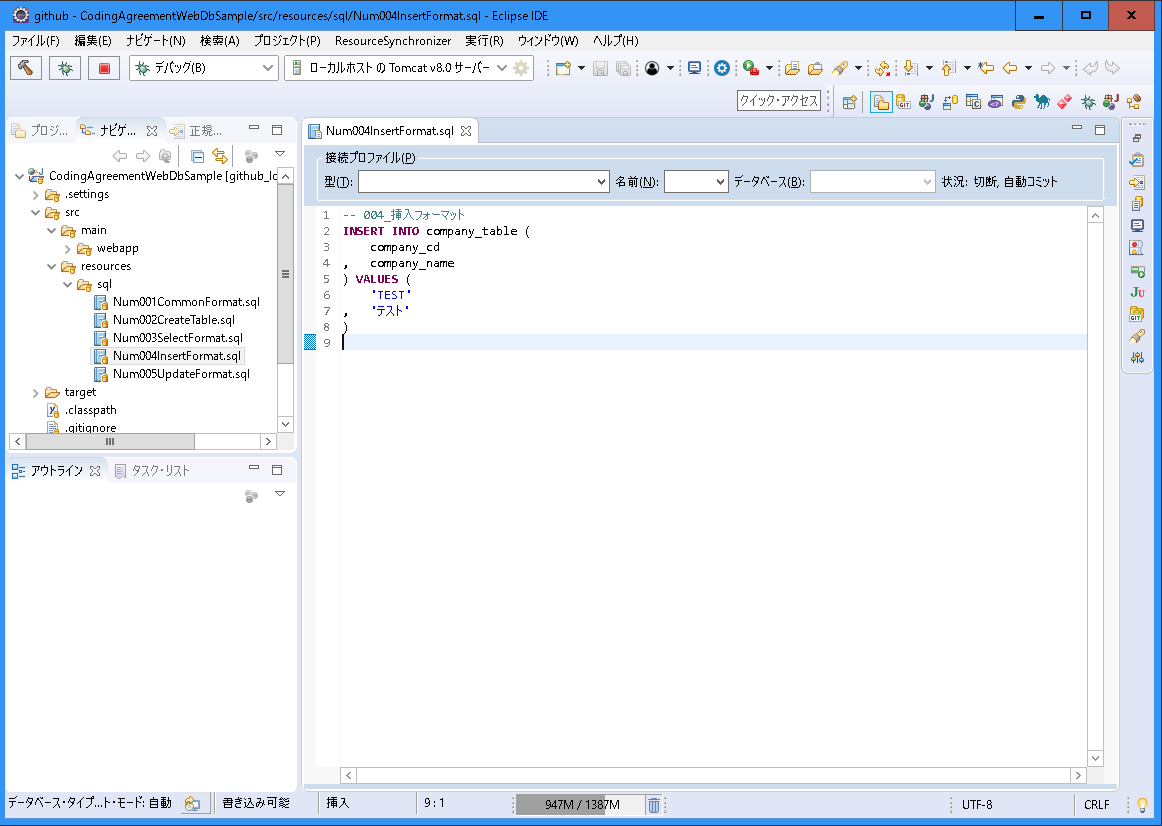 github - CodingAgreementWebDbSample/src/resources/sql/Num004InsertFormat.sql - Eclipse IDE
ファイル(F) 編集(E) ナビゲート(N) 検索(A) プロジェクト(P) ResourceSynchronizer 実行(R) ウィンドウ(W) ヘルプ(H)
デバッグ(B) ローカルホスト の Tomcat v8.0 サーバー
クイック・アクセス
プロジ... ナビゲ... 正規...
CodingAgreementWebDbSample [github_lo
.settings
src
main
webapp
resources
sql
Num001CommonFormat.sql
Num002CreateTable.sql
Num003SelectFormat.sql
Num004InsertFormat.sql
Num005UpdateFormat.sql
target
.classpath
.gitignore
アウトライン タスク・リスト
Num004InsertFormat.sql
接続プロファイル(P)
型(T): 名前(N): データベース(B): 状況: 切断, 自動コミット
1 -- 004_挿入フォーマット
2 INSERT INTO company_table (
3 company_cd
4 , company_name
5 ) VALUES (
6 'TEST'
7 , 'テスト'
8 )
9
データベース・タイプ...ト・モード: 自動 書き込み可能 挿入 9 : 1 947M / 1387M UTF-8 CRLF